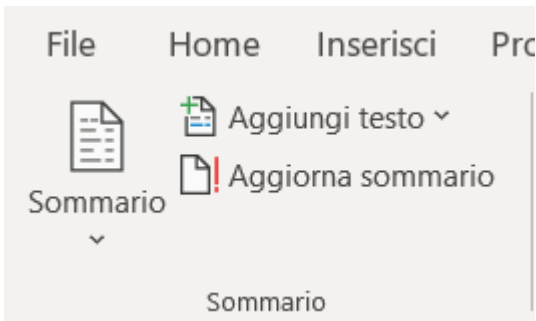 File Home Inserisci
Aggiungi testo
Aggiorna sommario
Sommario
Sommario